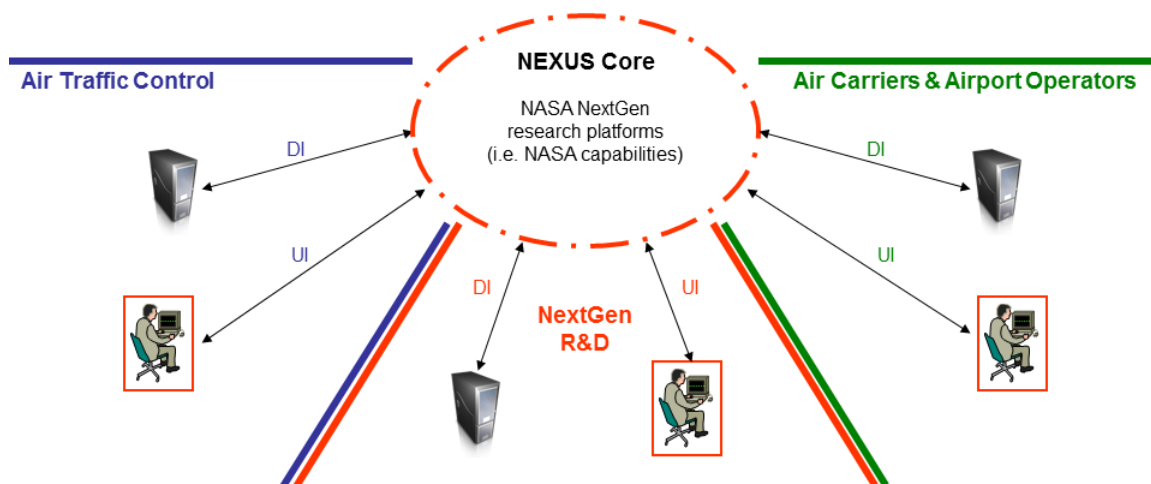 NEXUS Core
NASA NextGen
research platforms
(i.e. NASA capabilities)
Air Traffic Control
DI
UI
Air Carriers & Airport Operators
DI
UI
DI
UI
NextGen
R&D